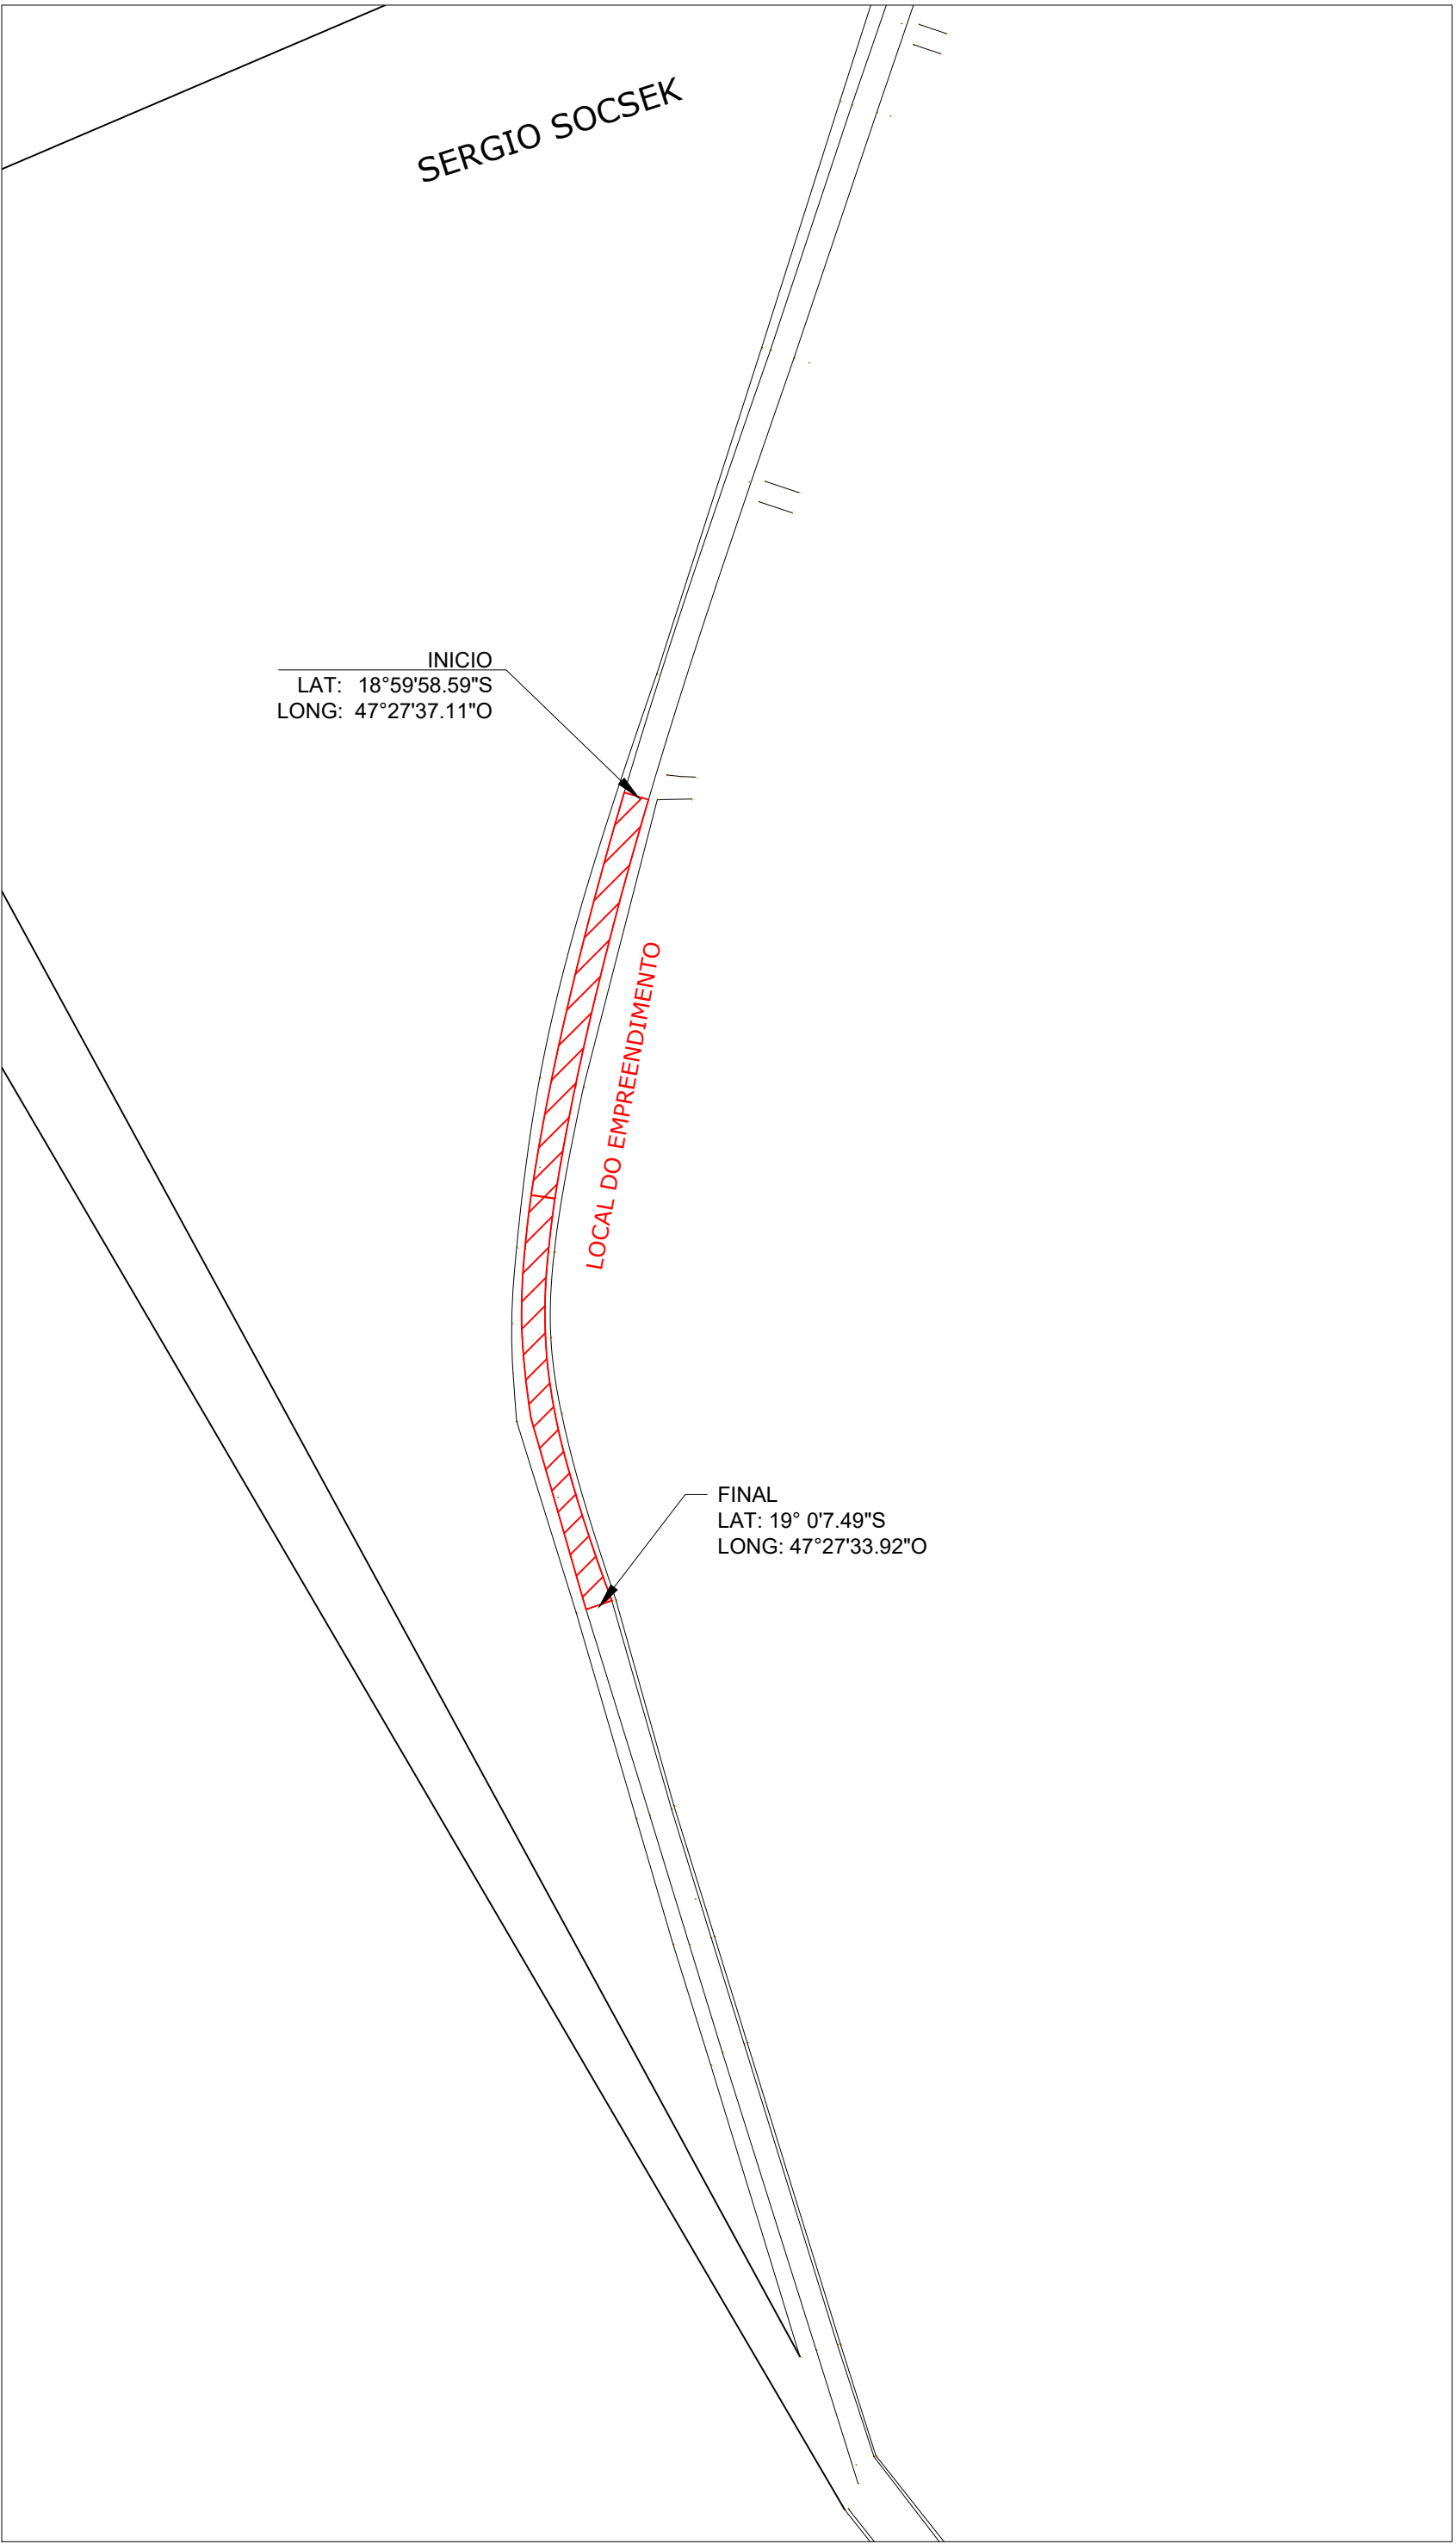 SERGIO SOCSEK
INICIO
LAT: 18°59'58.59"S
LONG: 47°27'37.11"O
LOCAL DO EMPREENDIMENTO
FINAL
LAT: 19° 0'7.49"S
LONG: 47°27'33.92"O